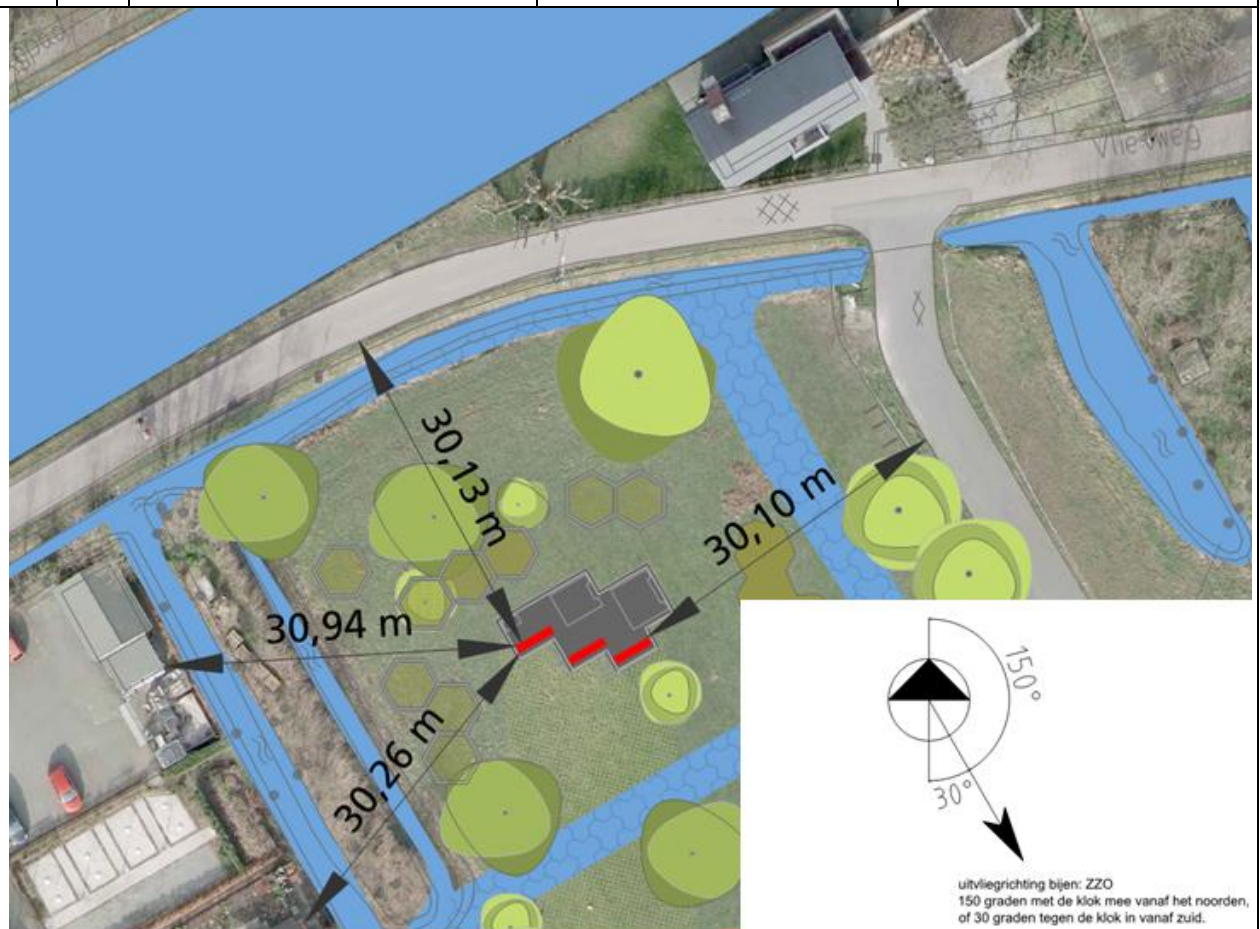 Vlietweg
30,13 m
30,10 m
30,94 m
30,26 m
150°
30°
uitvliegrichting bijen: ZZO
150 graden met de klok mee vanaf het noorden,
of 30 graden tegen de klok in vanaf zuid.